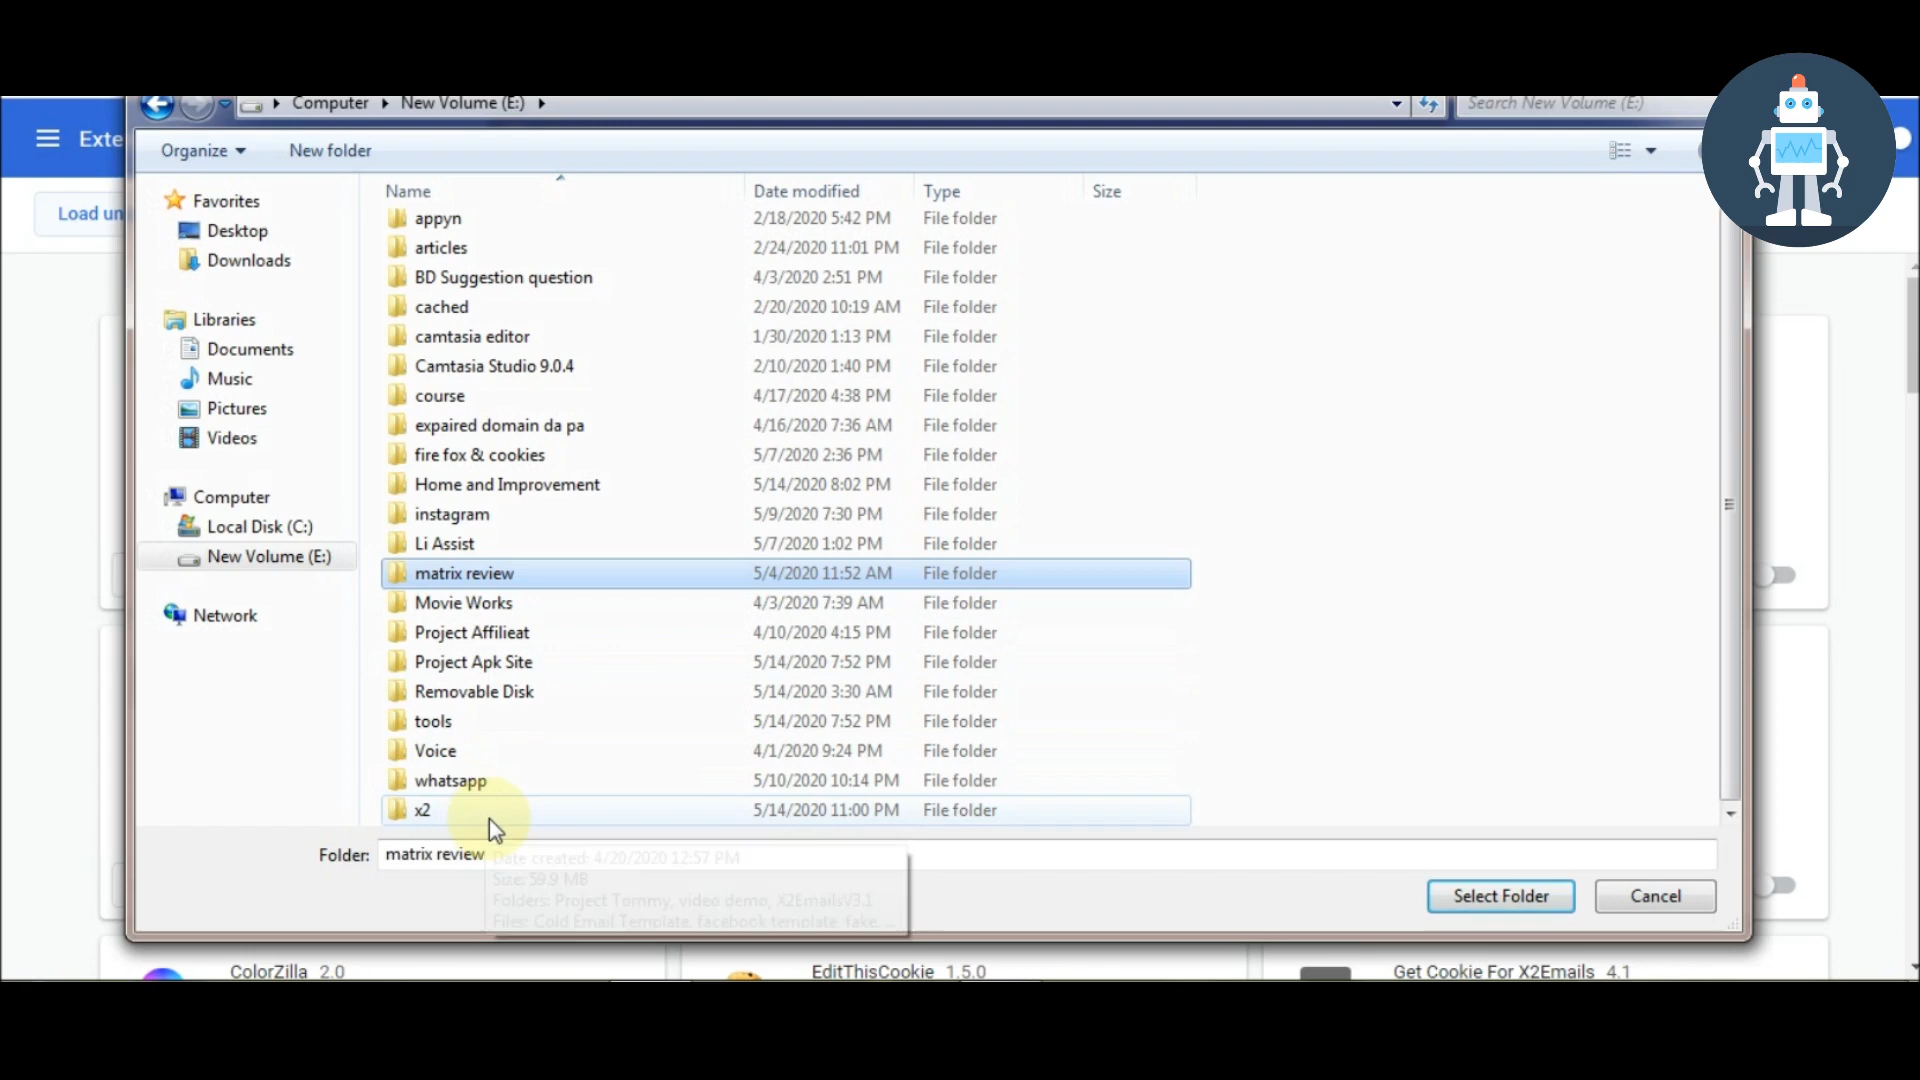 Computer New Volume (E:) Search New Volume (E:)
Exte
Organize New folder
Load un
Name Date modified Type Size
Favorites
Desktop
Downloads
Libraries
Documents
Music
Pictures
Videos
Computer
Local Disk (C:)
New Volume (E:)
Network
appyn 2/18/2020 5:42 PM File folder
articles 2/24/2020 11:01 PM File folder
BD Suggestion question 4/3/2020 2:51 PM File folder
cached 2/20/2020 10:19 AM File folder
camtasia editor 1/30/2020 1:13 PM File folder
Camtasia Studio 9.0.4 2/10/2020 1:40 PM File folder
course 4/17/2020 4:38 PM File folder
expaired domain da pa 4/16/2020 7:36 AM File folder
fire fox & cookies 5/7/2020 2:36 PM File folder
Home and Improvement 5/14/2020 8:02 PM File folder
instagram 5/9/2020 7:30 PM File folder
Li Assist 5/7/2020 1:02 PM File folder
matrix review 5/4/2020 11:52 AM File folder
Movie Works 4/3/2020 7:39 AM File folder
Project Affilieat 4/10/2020 4:15 PM File folder
Project Apk Site 5/14/2020 7:52 PM File folder
Removable Disk 5/14/2020 3:30 AM File folder
tools 5/14/2020 7:52 PM File folder
Voice 4/1/2020 9:24 PM File folder
whatsapp 5/10/2020 10:14 PM File folder
x2 5/14/2020 11:00 PM File folder
Folder: matrix review
Date created: 4/20/2020 12:57 PM
Size: 59.9 MB
Folders: Project Tommy, video demo, X2EmailsV3.1
Files: Cold Email Template, facebook template, fake, ...
Select Folder Cancel
ColorZilla 2.0 EditThisCookie 1.5.0 Get Cookie For X2Emails 4.1